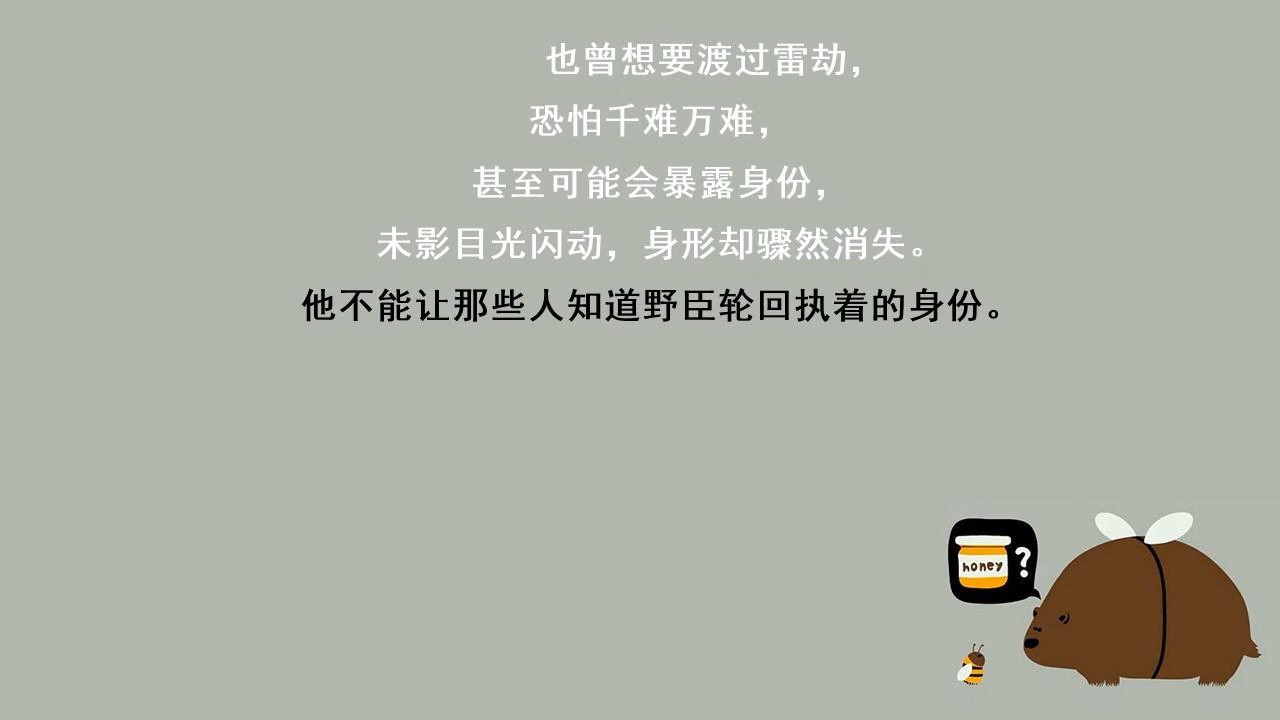 也曾想要渡过雷劫，
恐怕千难万难，
甚至可能会暴露身份，
未影目光闪动，身形却骤然消失。
他不能让那些人知道野臣轮回执着的身份。
honey
?